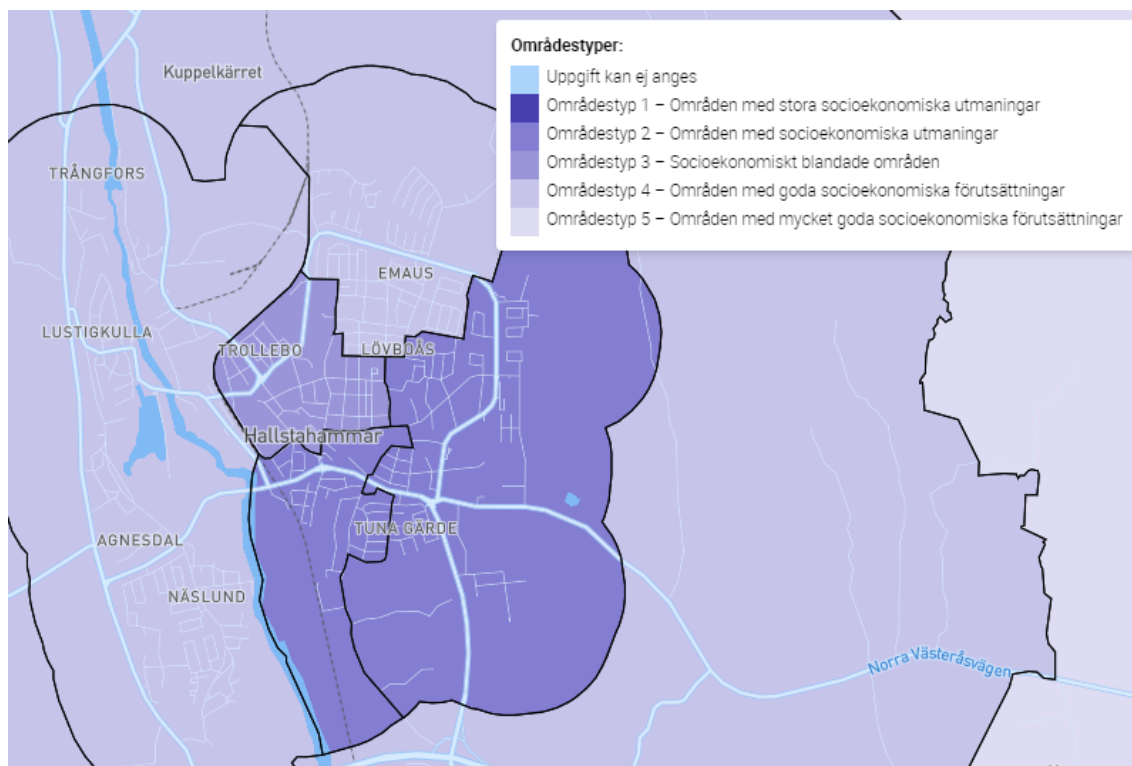 Områdestyper:
Uppgift kan ej anges
Områdestyp 1 – Områden med stora socioekonomiska utmaningar
Områdestyp 2 – Områden med socioekonomiska utmaningar
Områdestyp 3 – Socioekonomiskt blandade områden
Områdestyp 4 – Områden med goda socioekonomiska förutsättningar
Områdestyp 5 – Områden med mycket goda socioekonomiska förutsättningar
Kuppelkärret
TRÅNGFORS
EMAUS
LUSTIGKULLA
TROLLEBO
LÖVBOÅS
Hallstahammar
TUNA GÄRDE
AGNESDAL
NÄSLUND
Norra Västeråsvägen